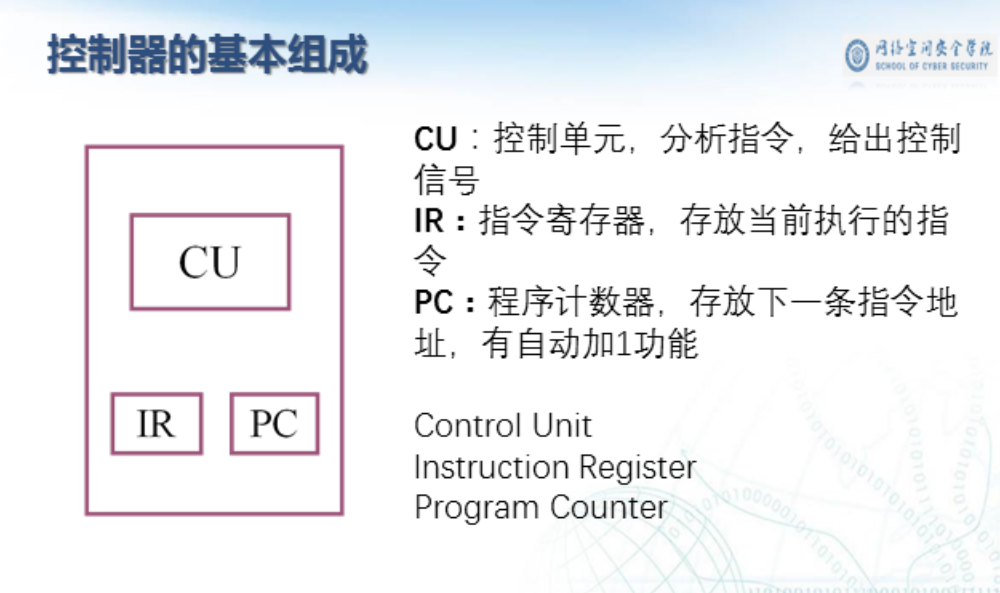 控制器的基本组成
网络空间安全学院
SCHOOL OF CYBER SECURITY
CU：控制单元，分析指令，给出控制
信号
IR：指令寄存器，存放当前执行的指
令
PC：程序计数器，存放下一条指令地
址，有自动加1功能
Control Unit
Instruction Register
Program Counter
CU
IR PC